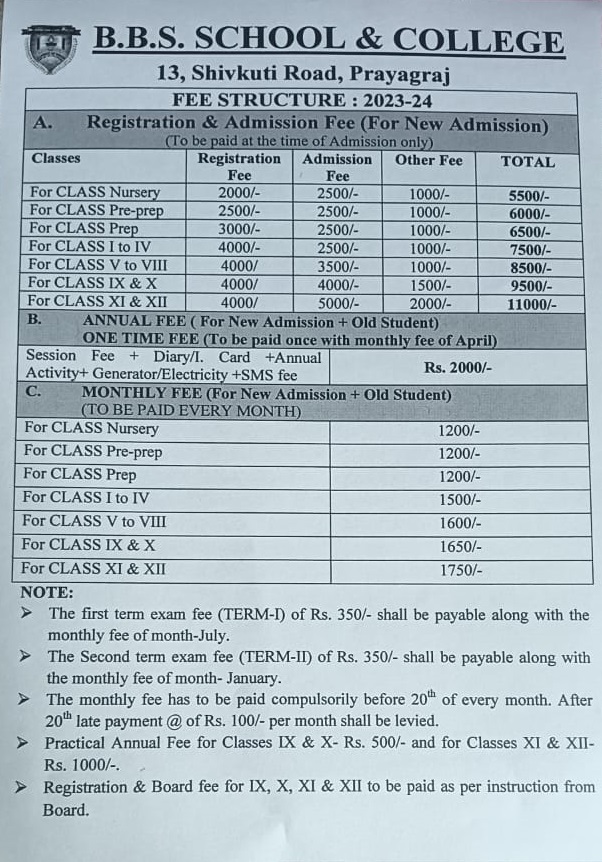 B.B.S. SCHOOL & COLLEGE
13, Shivkuti Road, Prayagraj
FEE STRUCTURE : 2023-24
A. Registration & Admission Fee (For New Admission)
(To be paid at the time of Admission only)
Classes Registration Fee Admission Fee Other Fee TOTAL
For CLASS Nursery 2000/- 2500/- 1000/- 5500/-
For CLASS Pre-prep 2500/- 2500/- 1000/- 6000/-
For CLASS Prep 3000/- 2500/- 1000/- 6500/-
For CLASS I to IV 4000/- 2500/- 1000/- 7500/-
For CLASS V to VIII 4000/ 3500/- 1000/- 8500/-
For CLASS IX & X 4000/ 4000/- 1500/- 9500/-
For CLASS XI & XII 4000/ 5000/- 2000/- 11000/-
B. ANNUAL FEE ( For New Admission + Old Student)
ONE TIME FEE (To be paid once with monthly fee of April)
Session Fee + Diary/I. Card +Annual
Activity+ Generator/Electricity +SMS fee Rs. 2000/-
C. MONTHLY FEE (For New Admission + Old Student)
(TO BE PAID EVERY MONTH)
For CLASS Nursery 1200/-
For CLASS Pre-prep 1200/-
For CLASS Prep 1200/-
For CLASS I to IV 1500/-
For CLASS V to VIII 1600/-
For CLASS IX & X 1650/-
For CLASS XI & XII 1750/-
NOTE:
➢ The first term exam fee (TERM-I) of Rs. 350/- shall be payable along with the
monthly fee of month-July.
➢ The Second term exam fee (TERM-II) of Rs. 350/- shall be payable along with
the monthly fee of month- January.
➢ The monthly fee has to be paid compulsorily before 20th of every month. After
20th late payment @ of Rs. 100/- per month shall be levied.
➢ Practical Annual Fee for Classes IX & X- Rs. 500/- and for Classes XI & XII-
Rs. 1000/-.
➢ Registration & Board fee for IX, X, XI & XII to be paid as per instruction from
Board.